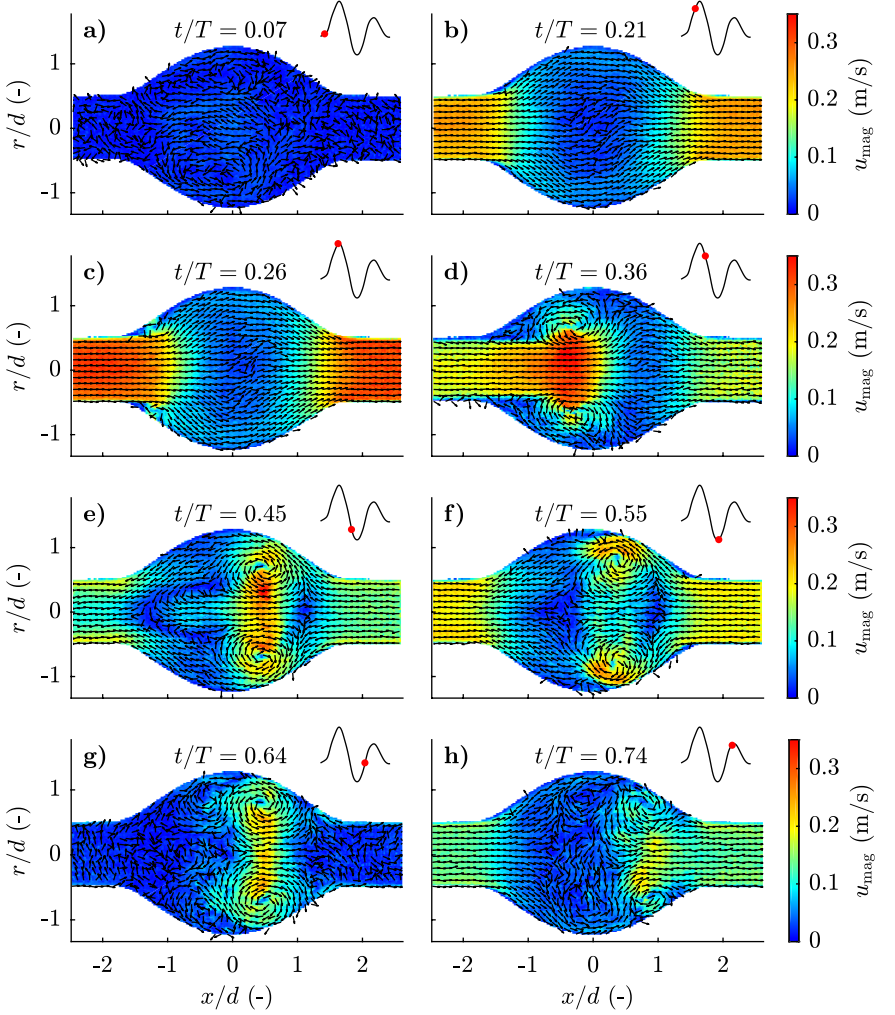 a) t/T = 0.07
b) t/T = 0.21
r/d (-)
1
0
-1
0.3
0.2
0.1
0
u_mag (m/s)
c) t/T = 0.26
d) t/T = 0.36
r/d (-)
1
0
-1
0.3
0.2
0.1
0
u_mag (m/s)
e) t/T = 0.45
f) t/T = 0.55
r/d (-)
1
0
-1
0.3
0.2
0.1
0
u_mag (m/s)
g) t/T = 0.64
h) t/T = 0.74
r/d (-)
1
0
-1
0.3
0.2
0.1
0
u_mag (m/s)
-2 -1 0 1 2
-2 -1 0 1 2
x/d (-)
x/d (-)